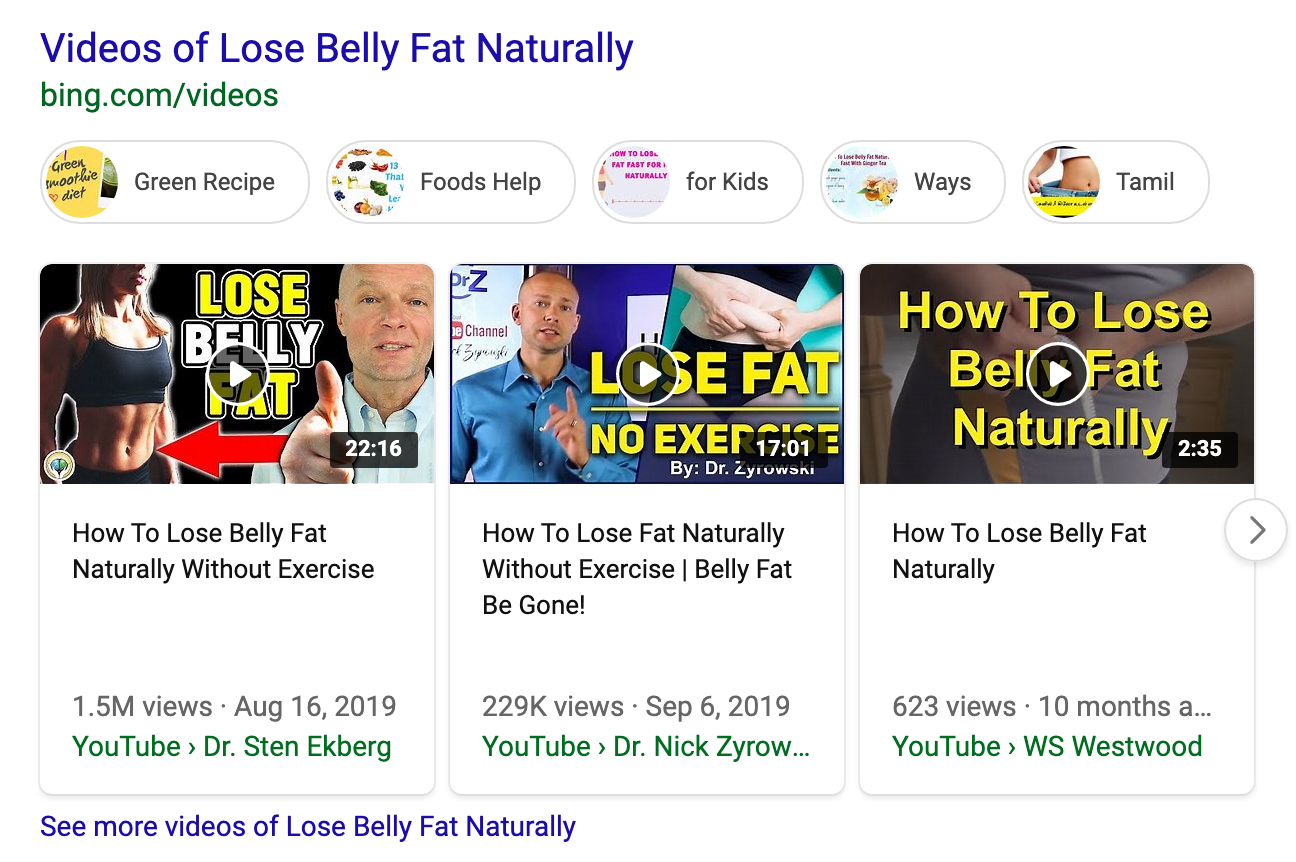 Videos of Lose Belly Fat Naturally
bing.com/videos
Green
smoothie
diet
Green Recipe
13
Foods Help
HOW TO LOSE
FAT FAST FOR
NATURALLY
for Kids
To Lose Belly Fat Natur
Fast With Ginger Tea
Ways
Tamil
LOSE
BELLY
FAT
22:16
DrZ
Channel
LOSE FAT
NO EXERCISE
17:01
By: Dr. Zyrowski
How To Lose
Belly Fat
Naturally
2:35
How To Lose Belly Fat
Naturally Without Exercise
1.5M views · Aug 16, 2019
YouTube › Dr. Sten Ekberg
How To Lose Fat Naturally
Without Exercise | Belly Fat
Be Gone!
229K views · Sep 6, 2019
YouTube › Dr. Nick Zyrow...
How To Lose Belly Fat
Naturally
623 views · 10 months a...
YouTube › WS Westwood
See more videos of Lose Belly Fat Naturally